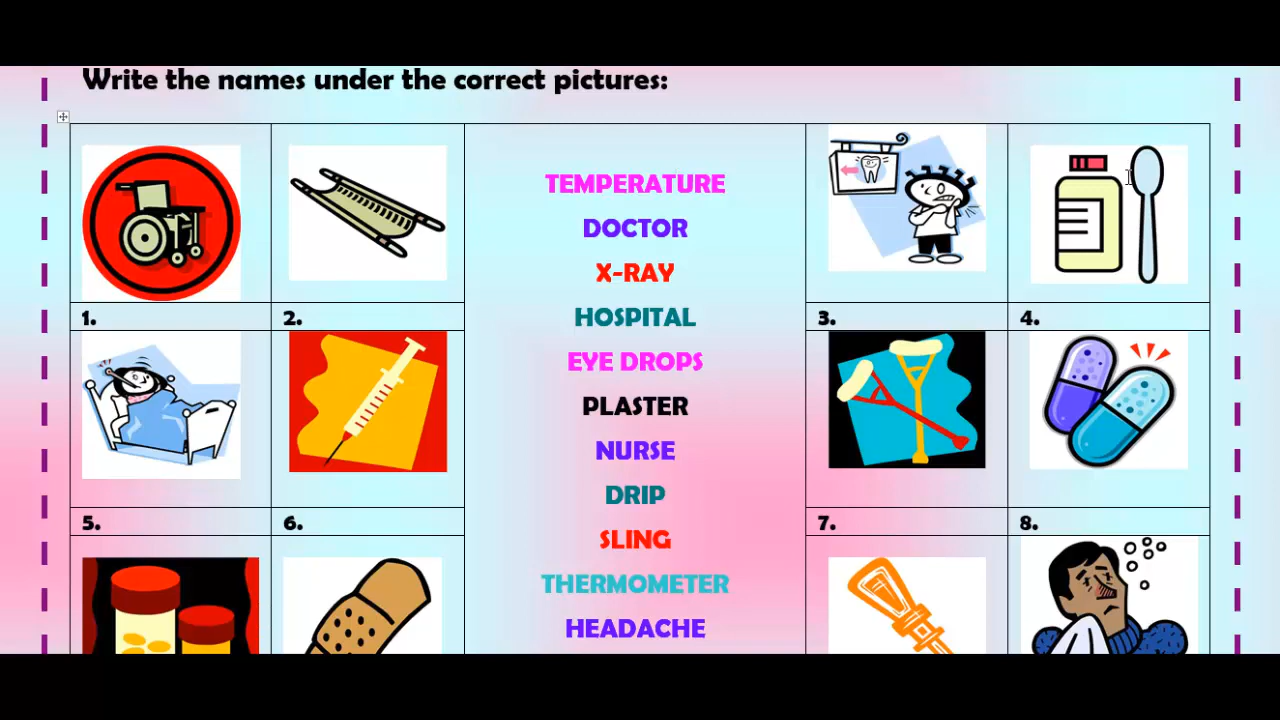 Write the names under the correct pictures:
TEMPERATURE
DOCTOR
X-RAY
HOSPITAL
EYE DROPS
PLASTER
NURSE
DRIP
SLING
THERMOMETER
HEADACHE
1.
2.
3.
4.
5.
6.
7.
8.